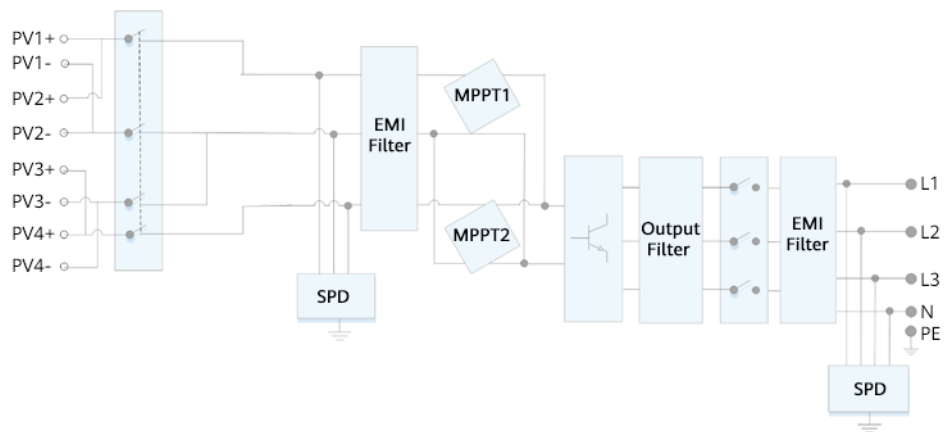 PV1+
PV1-
PV2+
PV2-
PV3+
PV3-
PV4+
PV4-
EMI
Filter
SPD
MPPT1
MPPT2
Output
Filter
EMI
Filter
L1
L2
L3
N
PE
SPD